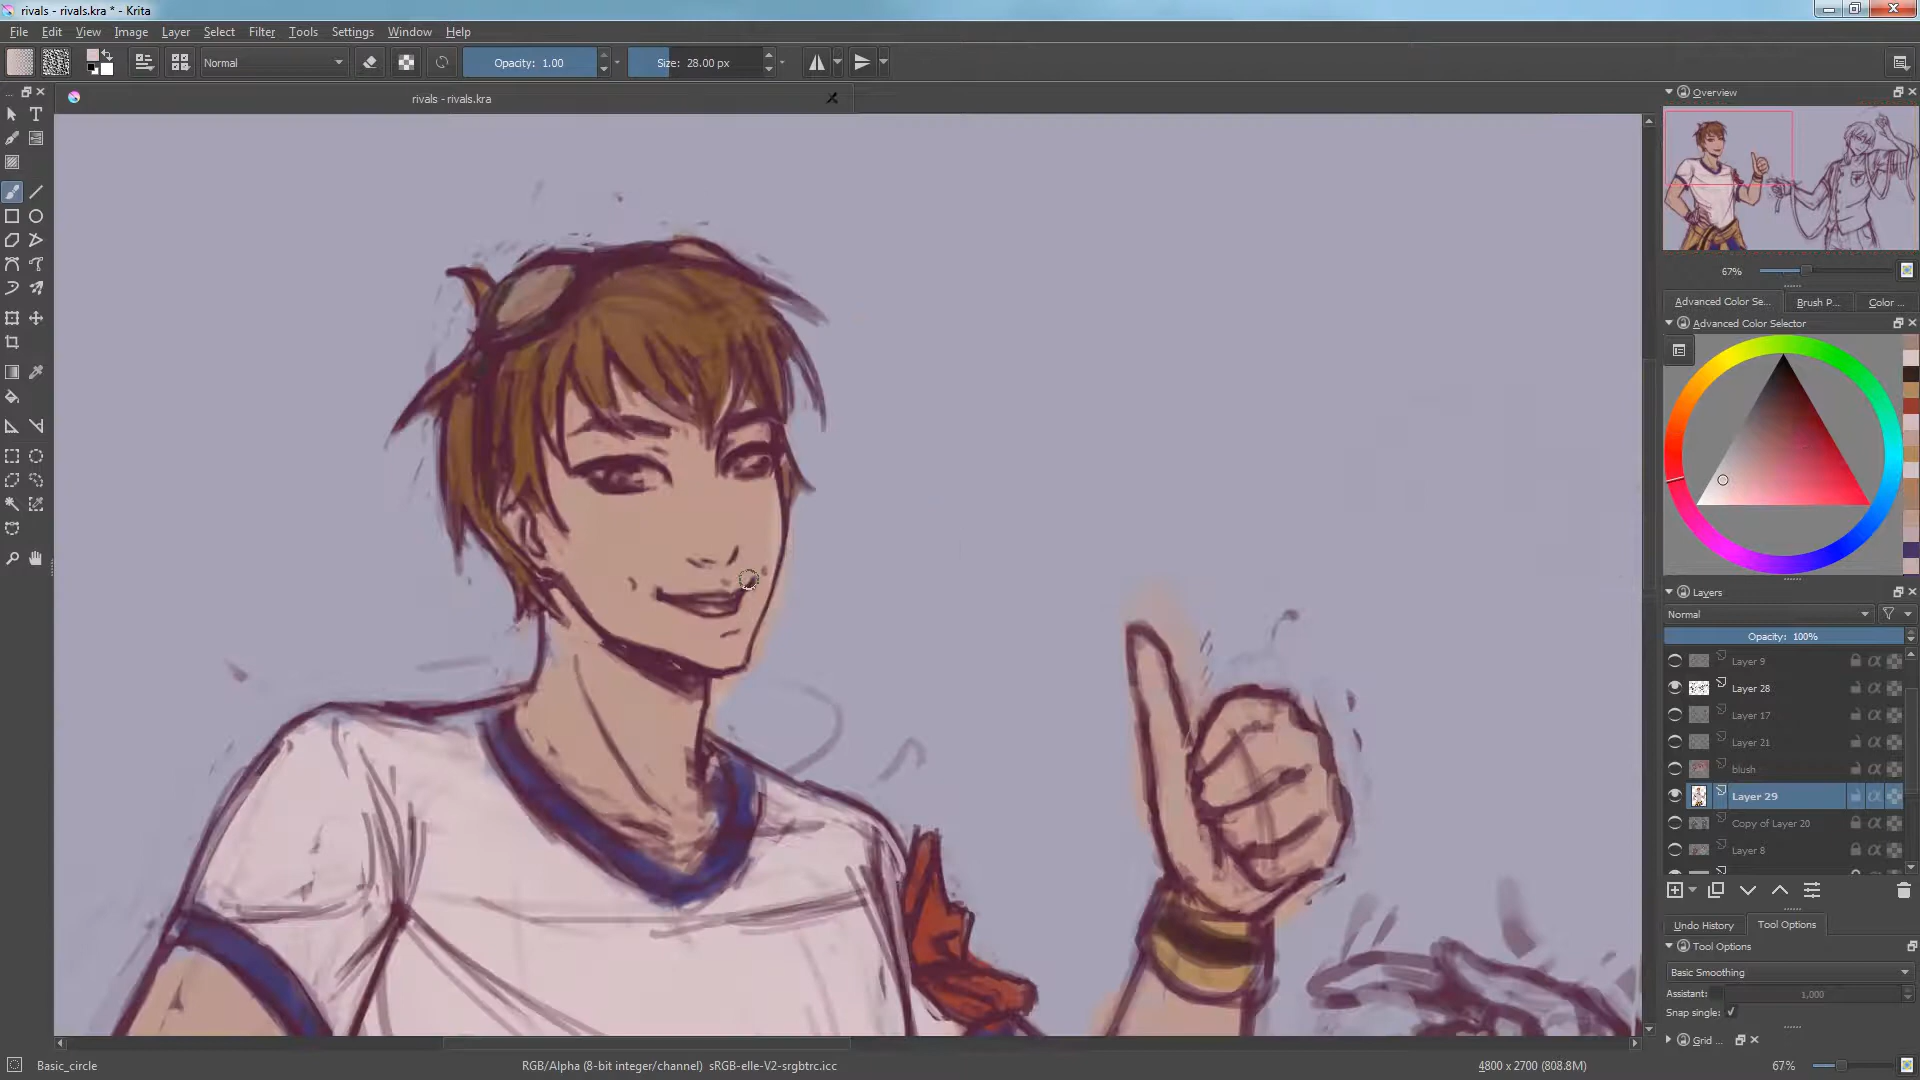 rivals - rivals.kra * - Krita
File Edit View Image Layer Select Filter Tools Settings Window Help
Normal Opacity: 1.00 Size: 28.00 px
rivals - rivals.kra
Overview
67%
Advanced Color Se... Brush P... Color ...
Advanced Color Selector
Layers
Normal
Opacity: 100%
Layer 9
Layer 28
Layer 17
Layer 21
blush
Layer 29
Copy of Layer 20
Layer 8
Undo History Tool Options
Tool Options
Basic Smoothing
Assistant: 1,000
Snap single:
Grid ...
Basic_circle RGB/Alpha (8-bit integer/channel) sRGB-elle-V2-srgbtrc.icc 4800 x 2700 (808.8M) 67%